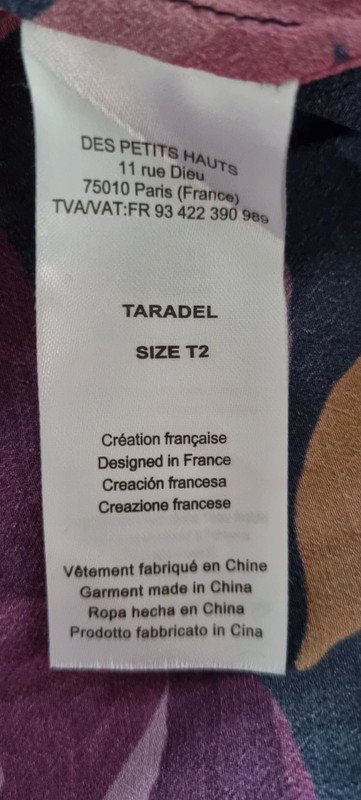 DES PETITS HAUTS
11 rue Dieu
75010 Paris (France)
TVA/VAT:FR 93 422 390 989
TARADEL
SIZE T2
Création française
Designed in France
Creación francesa
Creazione francese
Vêtement fabriqué en Chine
Garment made in China
Ropa hecha en China
Prodotto fabbricato in Cina